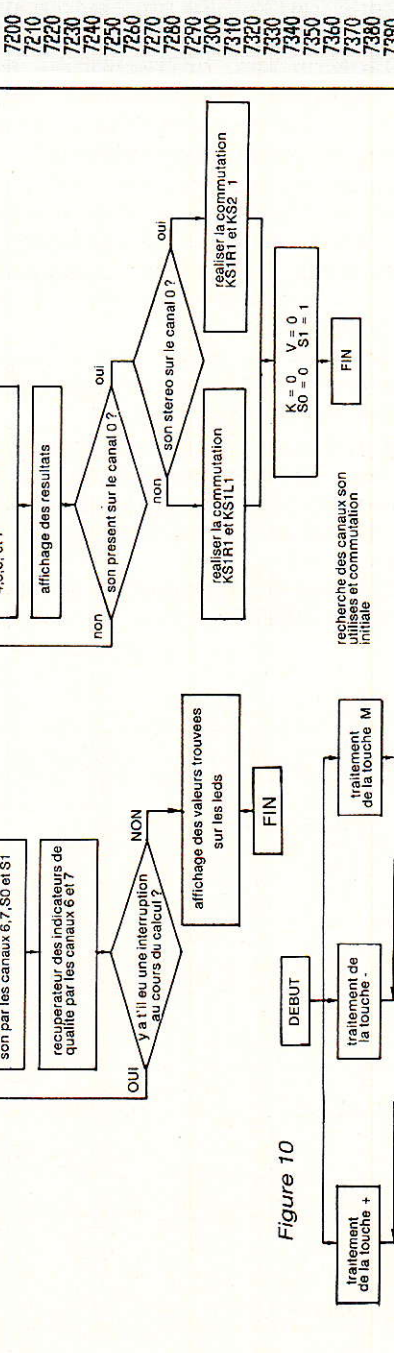 son par les canaux 6,7,S0 et S1
recuperateur des indicateurs de
qualite par les canaux 6 et 7
y a t'il eu une interruption
au cours du calcul ?
OUI
NON
affichage des valeurs trouvees
sur les leds
FIN
Figure 10
DEBUT
traitement
de la touche +
traitement de
la touche -
traitement
de la touche M
affichage des resultats
non
son present sur le canal 0 ?
oui
non
son stereo sur le canal 0 ?
oui
realiser la commutation
KS1R1 et KS1L1
realiser la commutation
KS1R1 et KS2 1
K = 0 V = 0
S0 = 0 S1 = 1
FIN
recherche des canaux son
utilises et commutation
initiale
7200
7210
7220
7230
7240
7250
7260
7270
7280
7290
7300
7310
7320
7330
7340
7350
7360
7370
7380
7390